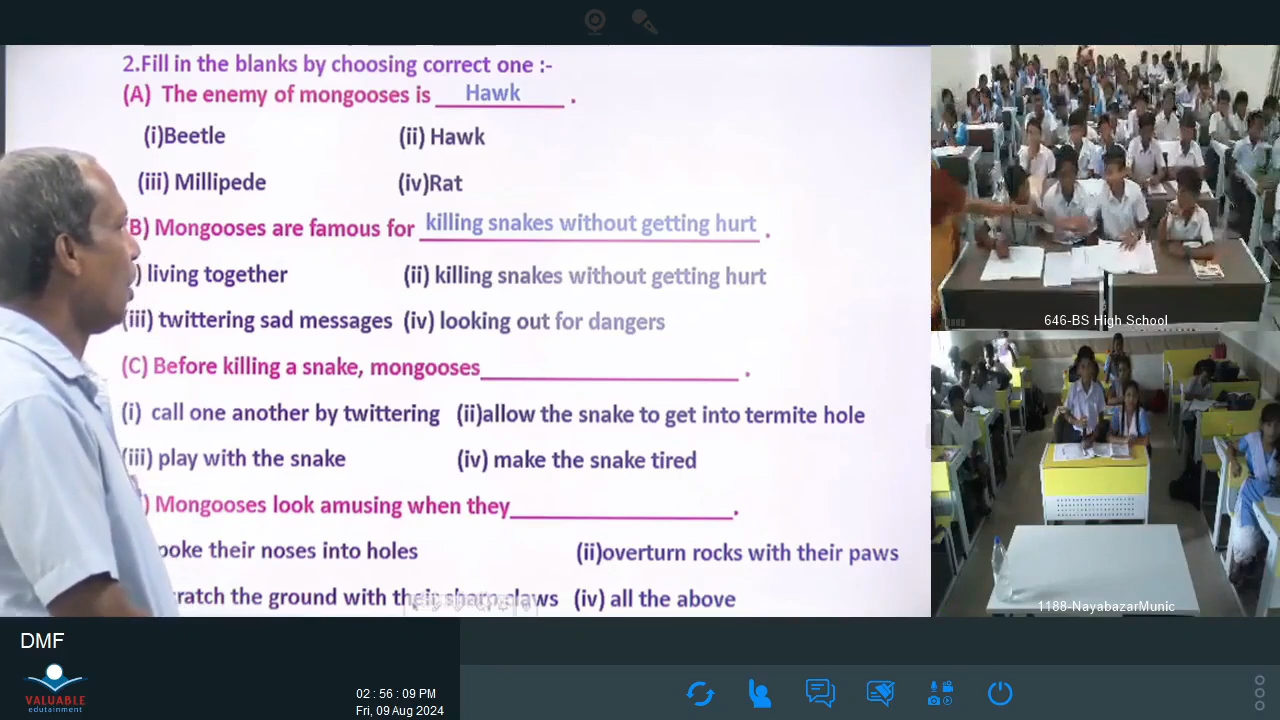 2.Fill in the blanks by choosing correct one :-
(A) The enemy of mongooses is Hawk .
(i)Beetle (ii) Hawk
(iii) Millipede (iv)Rat
B) Mongooses are famous for killing snakes without getting hurt .
) living together (ii) killing snakes without getting hurt
(iii) twittering sad messages (iv) looking out for dangers
(C) Before killing a snake, mongooses .
(i) call one another by twittering (ii)allow the snake to get into termite hole
(iii) play with the snake (iv) make the snake tired
) Mongooses look amusing when they .
poke their noses into holes (ii)overturn rocks with their paws
ratch the ground with their sharp claws (iv) all the above
646-BS High School
1188-NayabazarMunic
DMF
VALUABLE
edutainment
02 : 56 : 09 PM
Fri, 09 Aug 2024